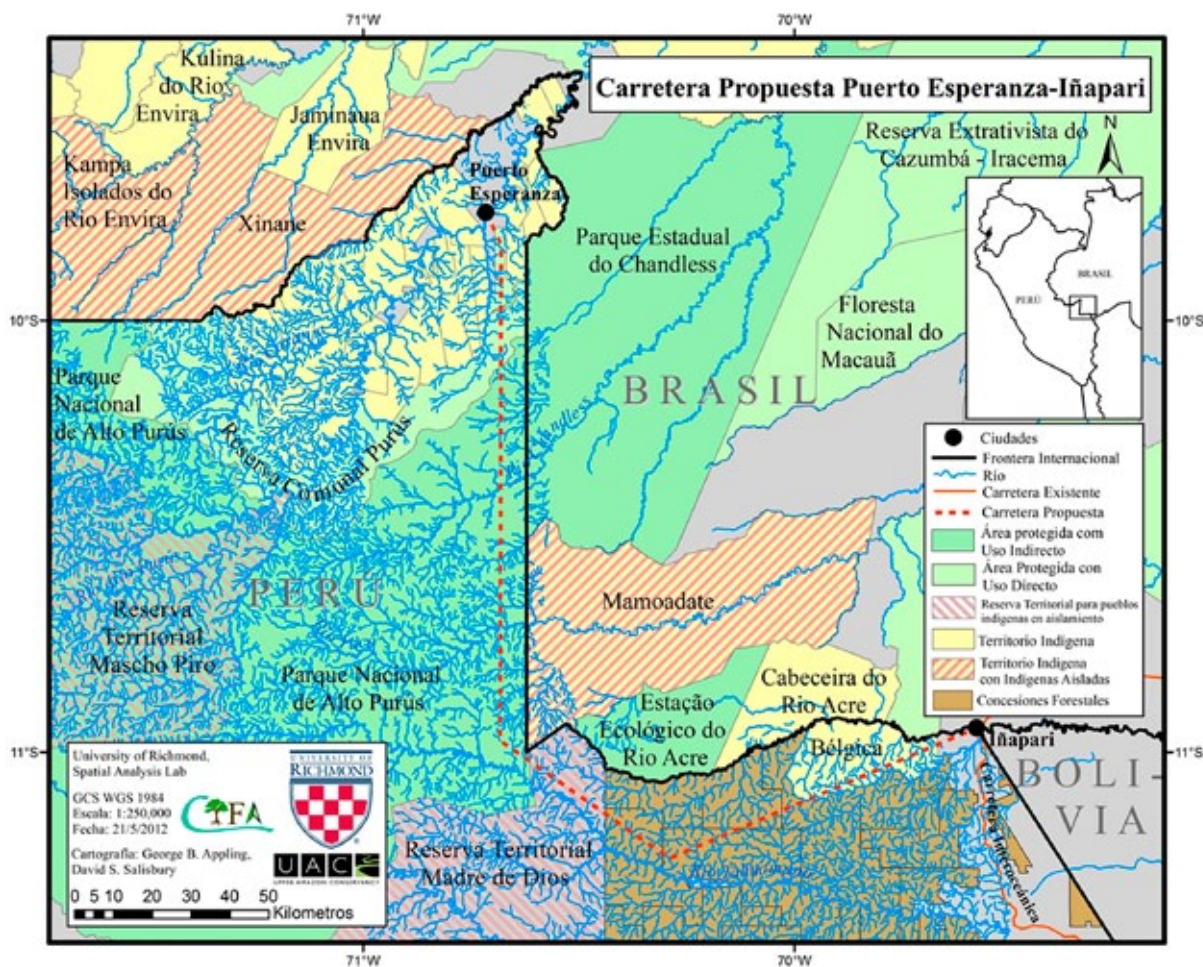 71°W
70°W
Carretera Propuesta Puerto Esperanza-Iñapari
Kulina
do Rio
Envira
Jaminaua
Envira
Kampa
Isolados do
Rio Envira
Xinane
Puerto
Esperanza
Reserva Extrativista do
Cazumbá - Iracema
N
Parque Estadual
do Chandless
Floresta
Nacional do
Macauã
BRASIL
PERÚ
10°S
10°S
Parque
Nacional
de Alto Purús
Reserva Comunal Purús
BRASIL
PERÚ
Reserva
Territorial
Mascho Piro
Parque Nacional
de Alto Purús
Mamoadate
Estação
Ecológico do
Rio Acre
Cabeceira do
Rio Acre
Bélgica
Iñapari
BOLI-
VIA
Carretera Interoceánica
Reserva Territorial
Madre de Dios
11°S
11°S
Ciudades
Frontera Internacional
Río
Carretera Existente
Carretera Propuesta
Área protegida com
Uso Indirecto
Área Protegida con
Uso Directo
Reserva Territorial para pueblos
indígenas en aislamiento
Territorio Indígena
Territorio Indígena
con Indígenas Aisladas
Concesiones Forestales
University of Richmond,
Spatial Analysis Lab
GCS WGS 1984
Escala: 1:250,000
Fecha: 21/5/2012
Cartografia: George B. Appling,
David S. Salisbury
UNIVERSITY OF
RICHMOND
CIFA
UAC
UPPER AMAZON CONSERVANCY
0 5 10 20 30 40 50
Kilometros
71°W
70°W